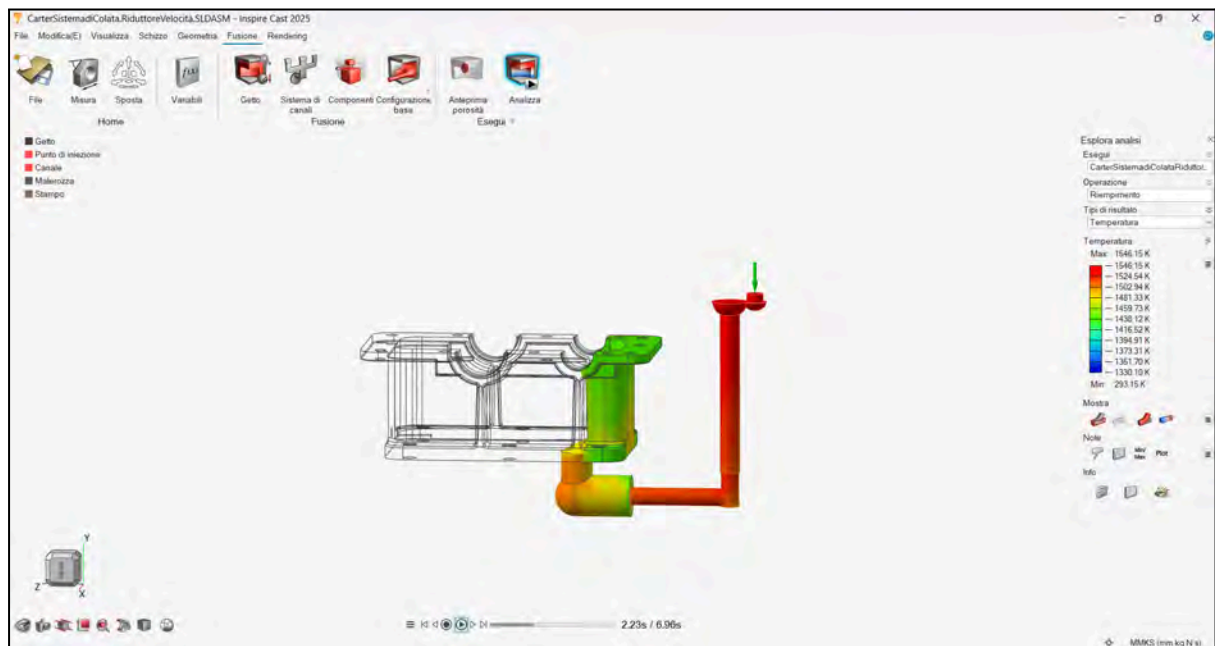 CarterSistemadiColata.RiduttoreVelocità.SLDASM - Inspire Cast 2025
File Modifica(E) Visualizza Schizzo Geometria Fusione Rendering
File Misura Sposta Variabili Getto Sistema di canali Componenti Configurazione base Anteprima porosità Analizza
Home Fusione Esegui
Getto
Punto di iniezione
Canale
Materozza
Stampo
Esplora analisi
Esegui
CarterSistemadiColataRiduttor...
Operazione
Riempimento
Tipi di risultato
Temperatura
Temperatura
Max: 1546.15 K
1546.15 K
1524.54 K
1502.94 K
1481.33 K
1459.73 K
1438.12 K
1416.52 K
1394.91 K
1373.31 K
1351.70 K
1330.10 K
Min: 293.15 K
Mostra
Note
Min/
Max
Plot
Info
Y
Z
X
2.23s / 6.96s
MMKS (mm kg N s)